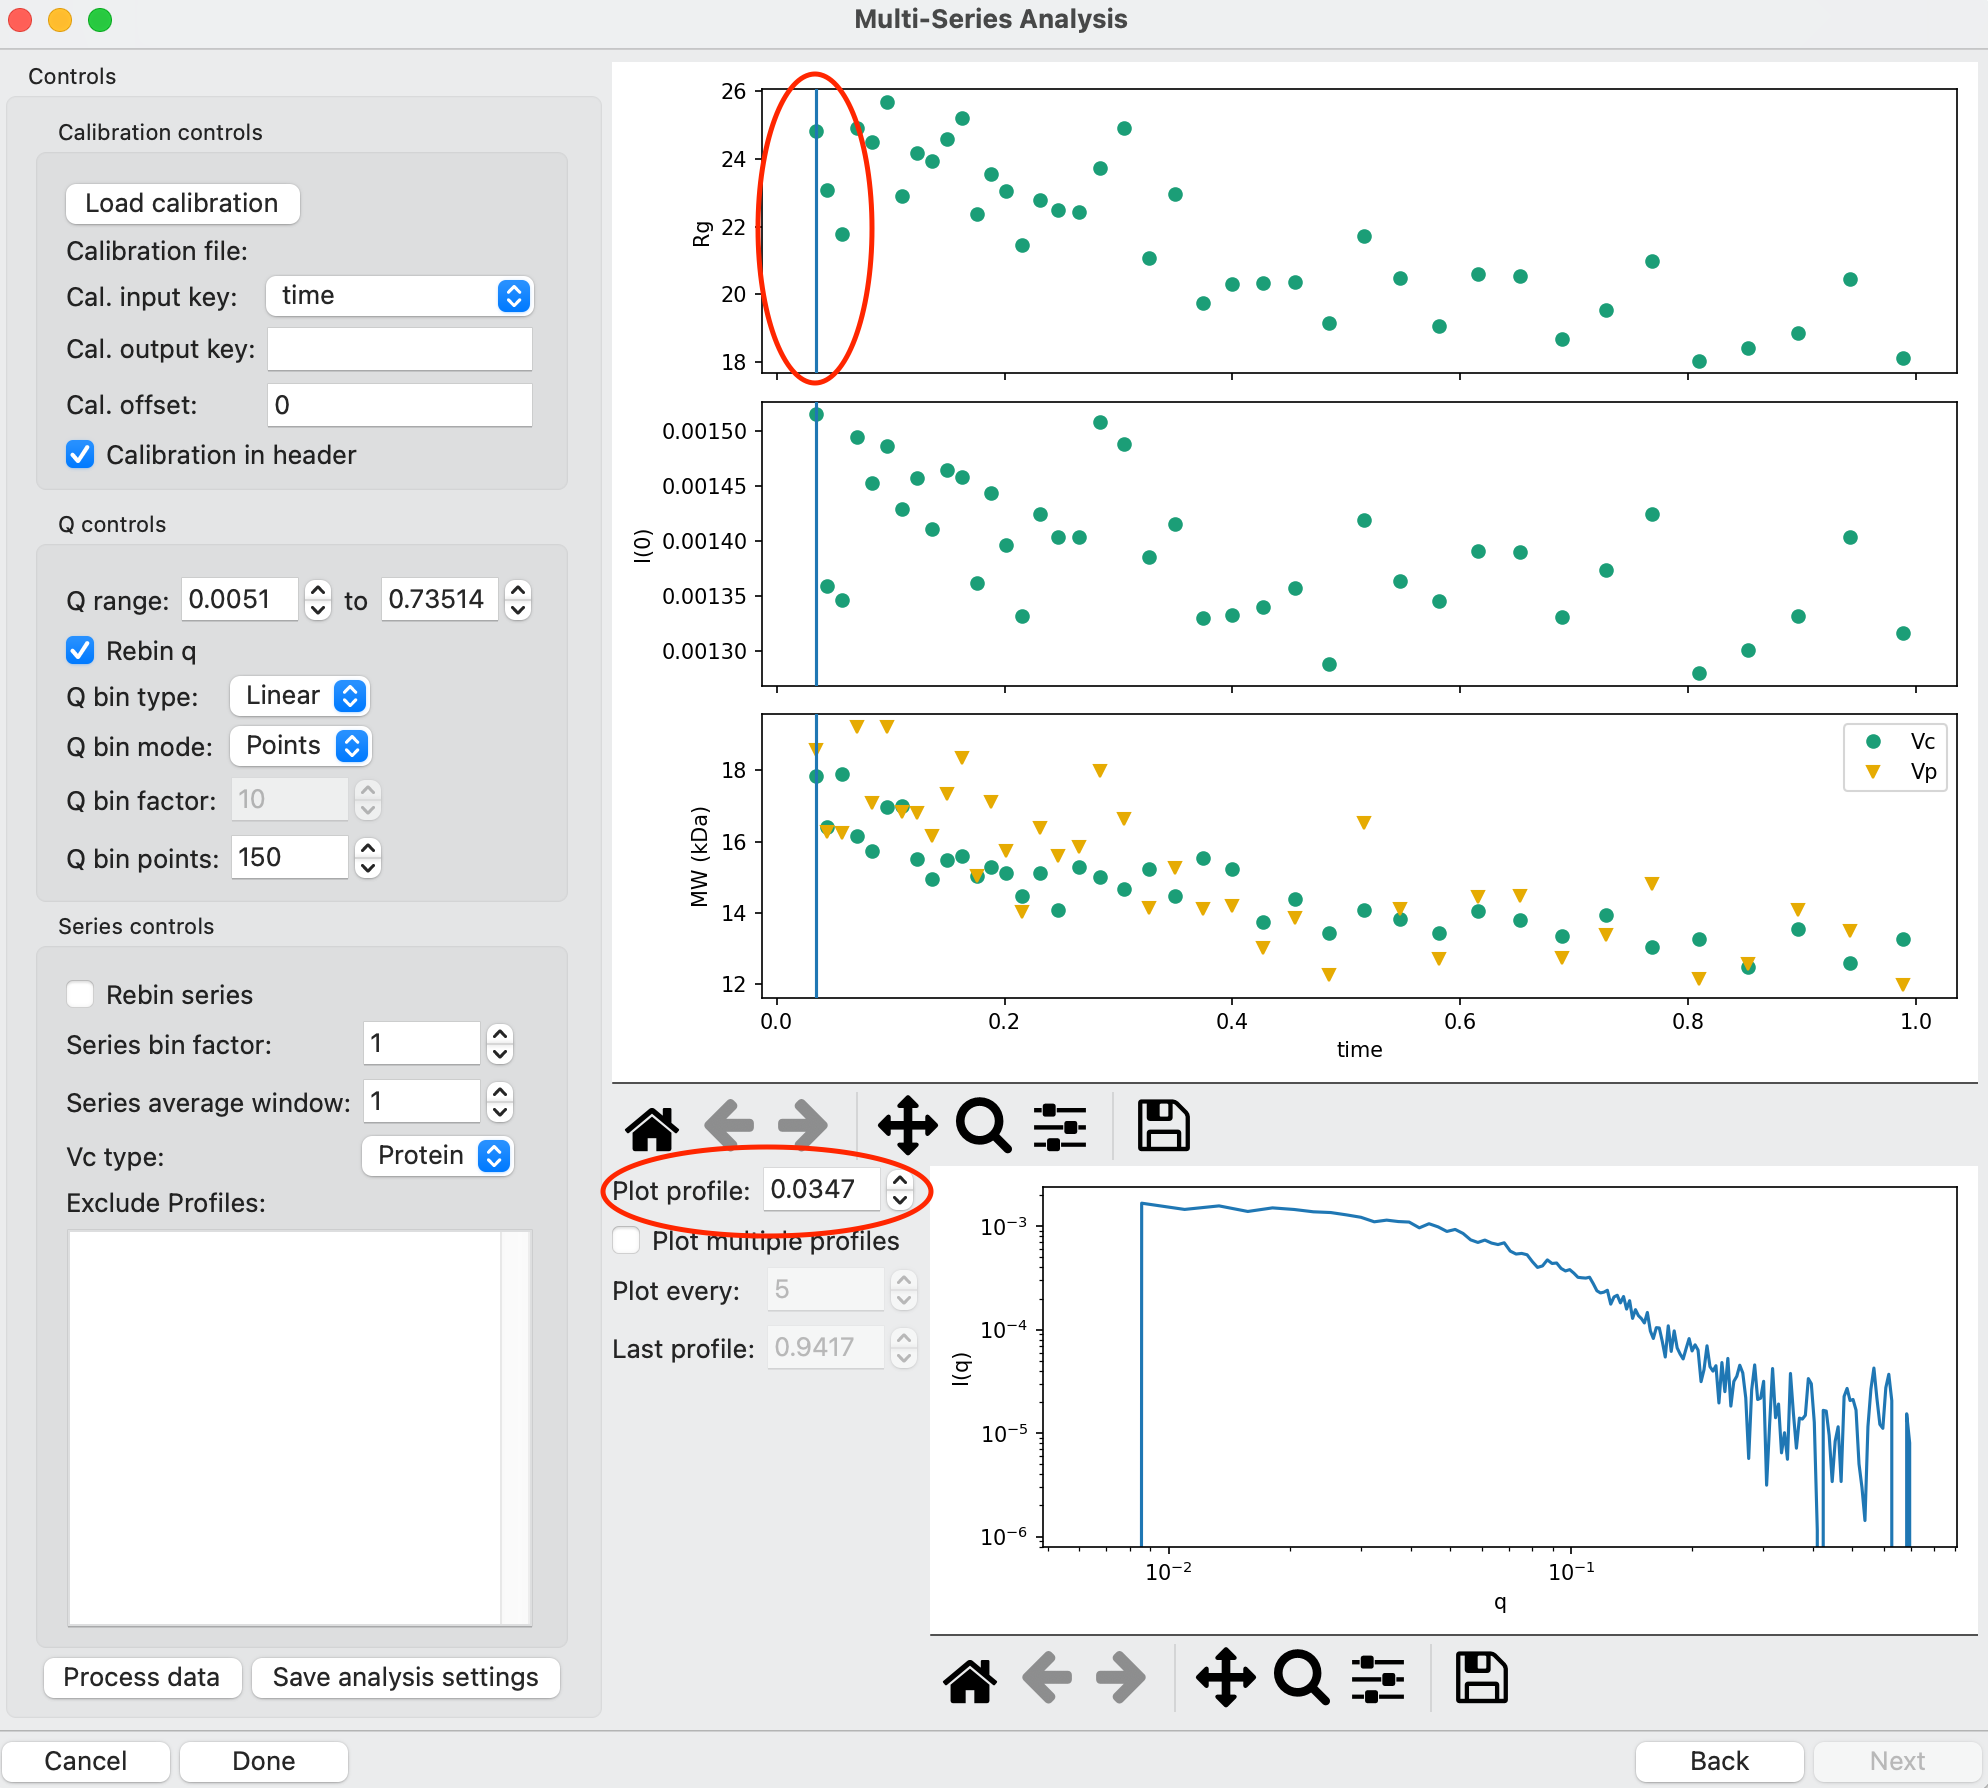 Multi-Series Analysis
Controls
Calibration controls
Load calibration
Calibration file:
Cal. input key: time
Cal. output key:
Cal. offset: 0
Calibration in header
Q controls
Q range: 0.0051 to 0.73514
Rebin q
Q bin type: Linear
Q bin mode: Points
Q bin factor: 10
Q bin points: 150
Series controls
Rebin series
Series bin factor: 1
Series average window: 1
Vc type: Protein
Exclude Profiles:
Process data Save analysis settings
26
24
22
20
18
Rg
0.00150
0.00145
0.00140
0.00135
0.00130
I(0)
18
16
14
12
MW (kDa)
Vc
Vp
0.0 0.2 0.4 0.6 0.8 1.0
time
Plot profile: 0.0347
Plot multiple profiles
Plot every: 5
Last profile: 0.9417
10⁻³
10⁻⁴
10⁻⁵
10⁻⁶
I(q)
10⁻² 10⁻¹
q
Cancel Done Back Next